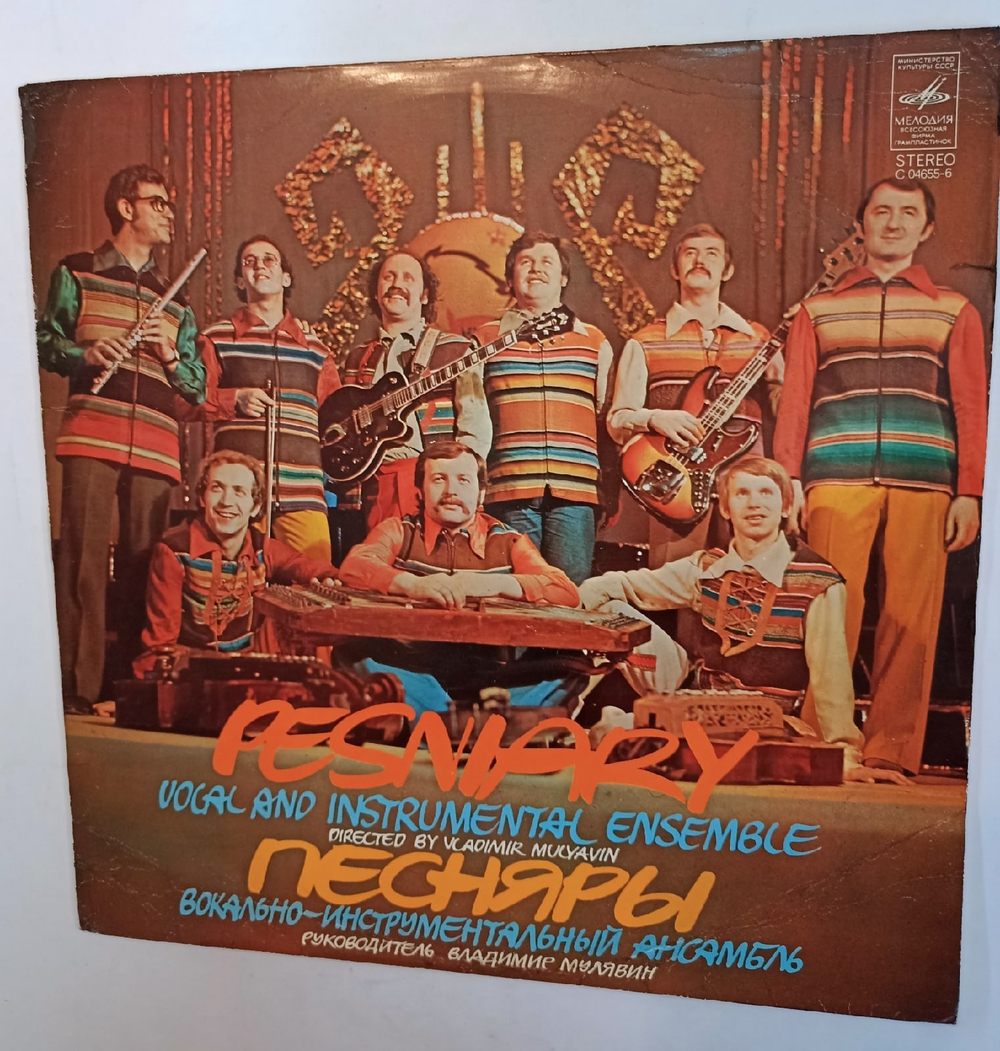 МИНИСТЕРСТВО
КУЛЬТУРЫ СССР
МЕЛОДИЯ
ВСЕСОЮЗНАЯ
ФИРМА
ГРАМПЛАСТИНОК
STEREO
С 04655-6
PESNIARY
VOCAL AND INSTRUMENTAL ENSEMBLE
DIRECTED BY VLADIMIR MULYAVIN
ПЕСНЯРЫ
ВОКАЛЬНО-ИНСТРУМЕНТАЛЬНЫЙ АНСАМБЛЬ
РУКОВОДИТЕЛЬ ВЛАДИМИР МУЛЯВИН